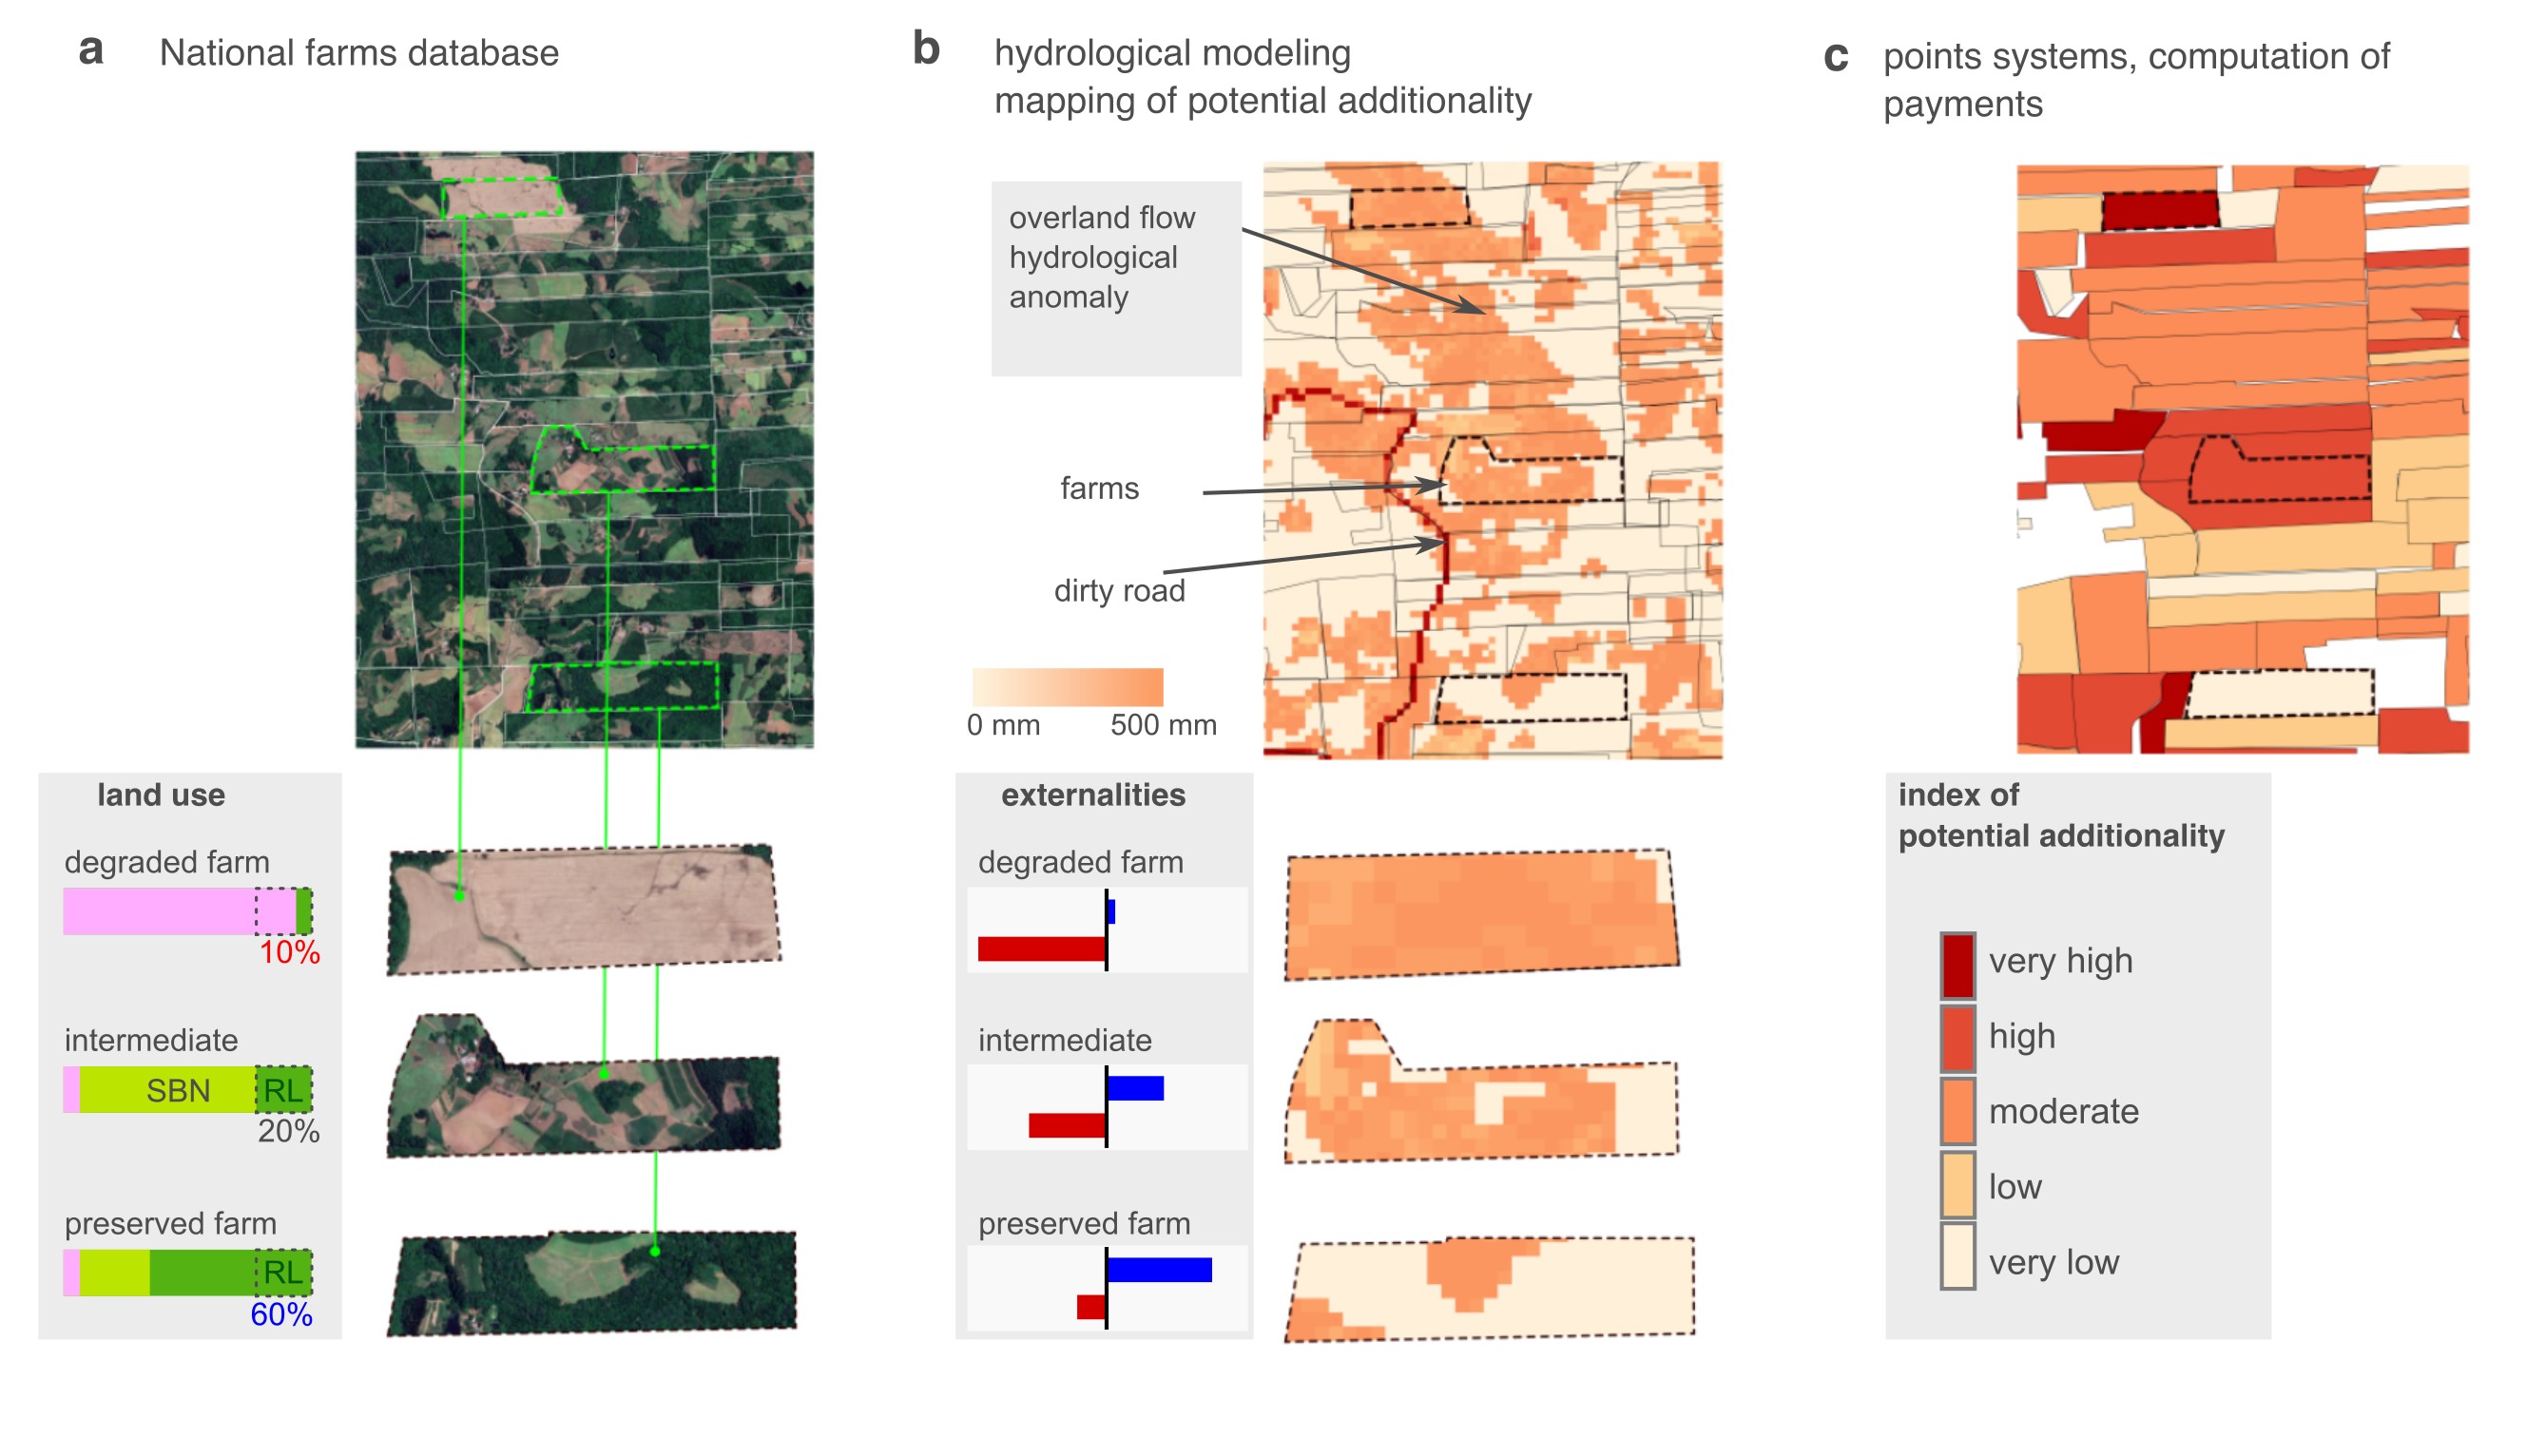 a National farms database
land use
degraded farm
10%
intermediate
SBN RL
20%
preserved farm
RL
60%
b hydrological modeling
mapping of potential additionality
overland flow
hydrological
anomaly
farms
dirty road
0 mm 500 mm
externalities
degraded farm
intermediate
preserved farm
c points systems, computation of
payments
index of
potential additionality
very high
high
moderate
low
very low